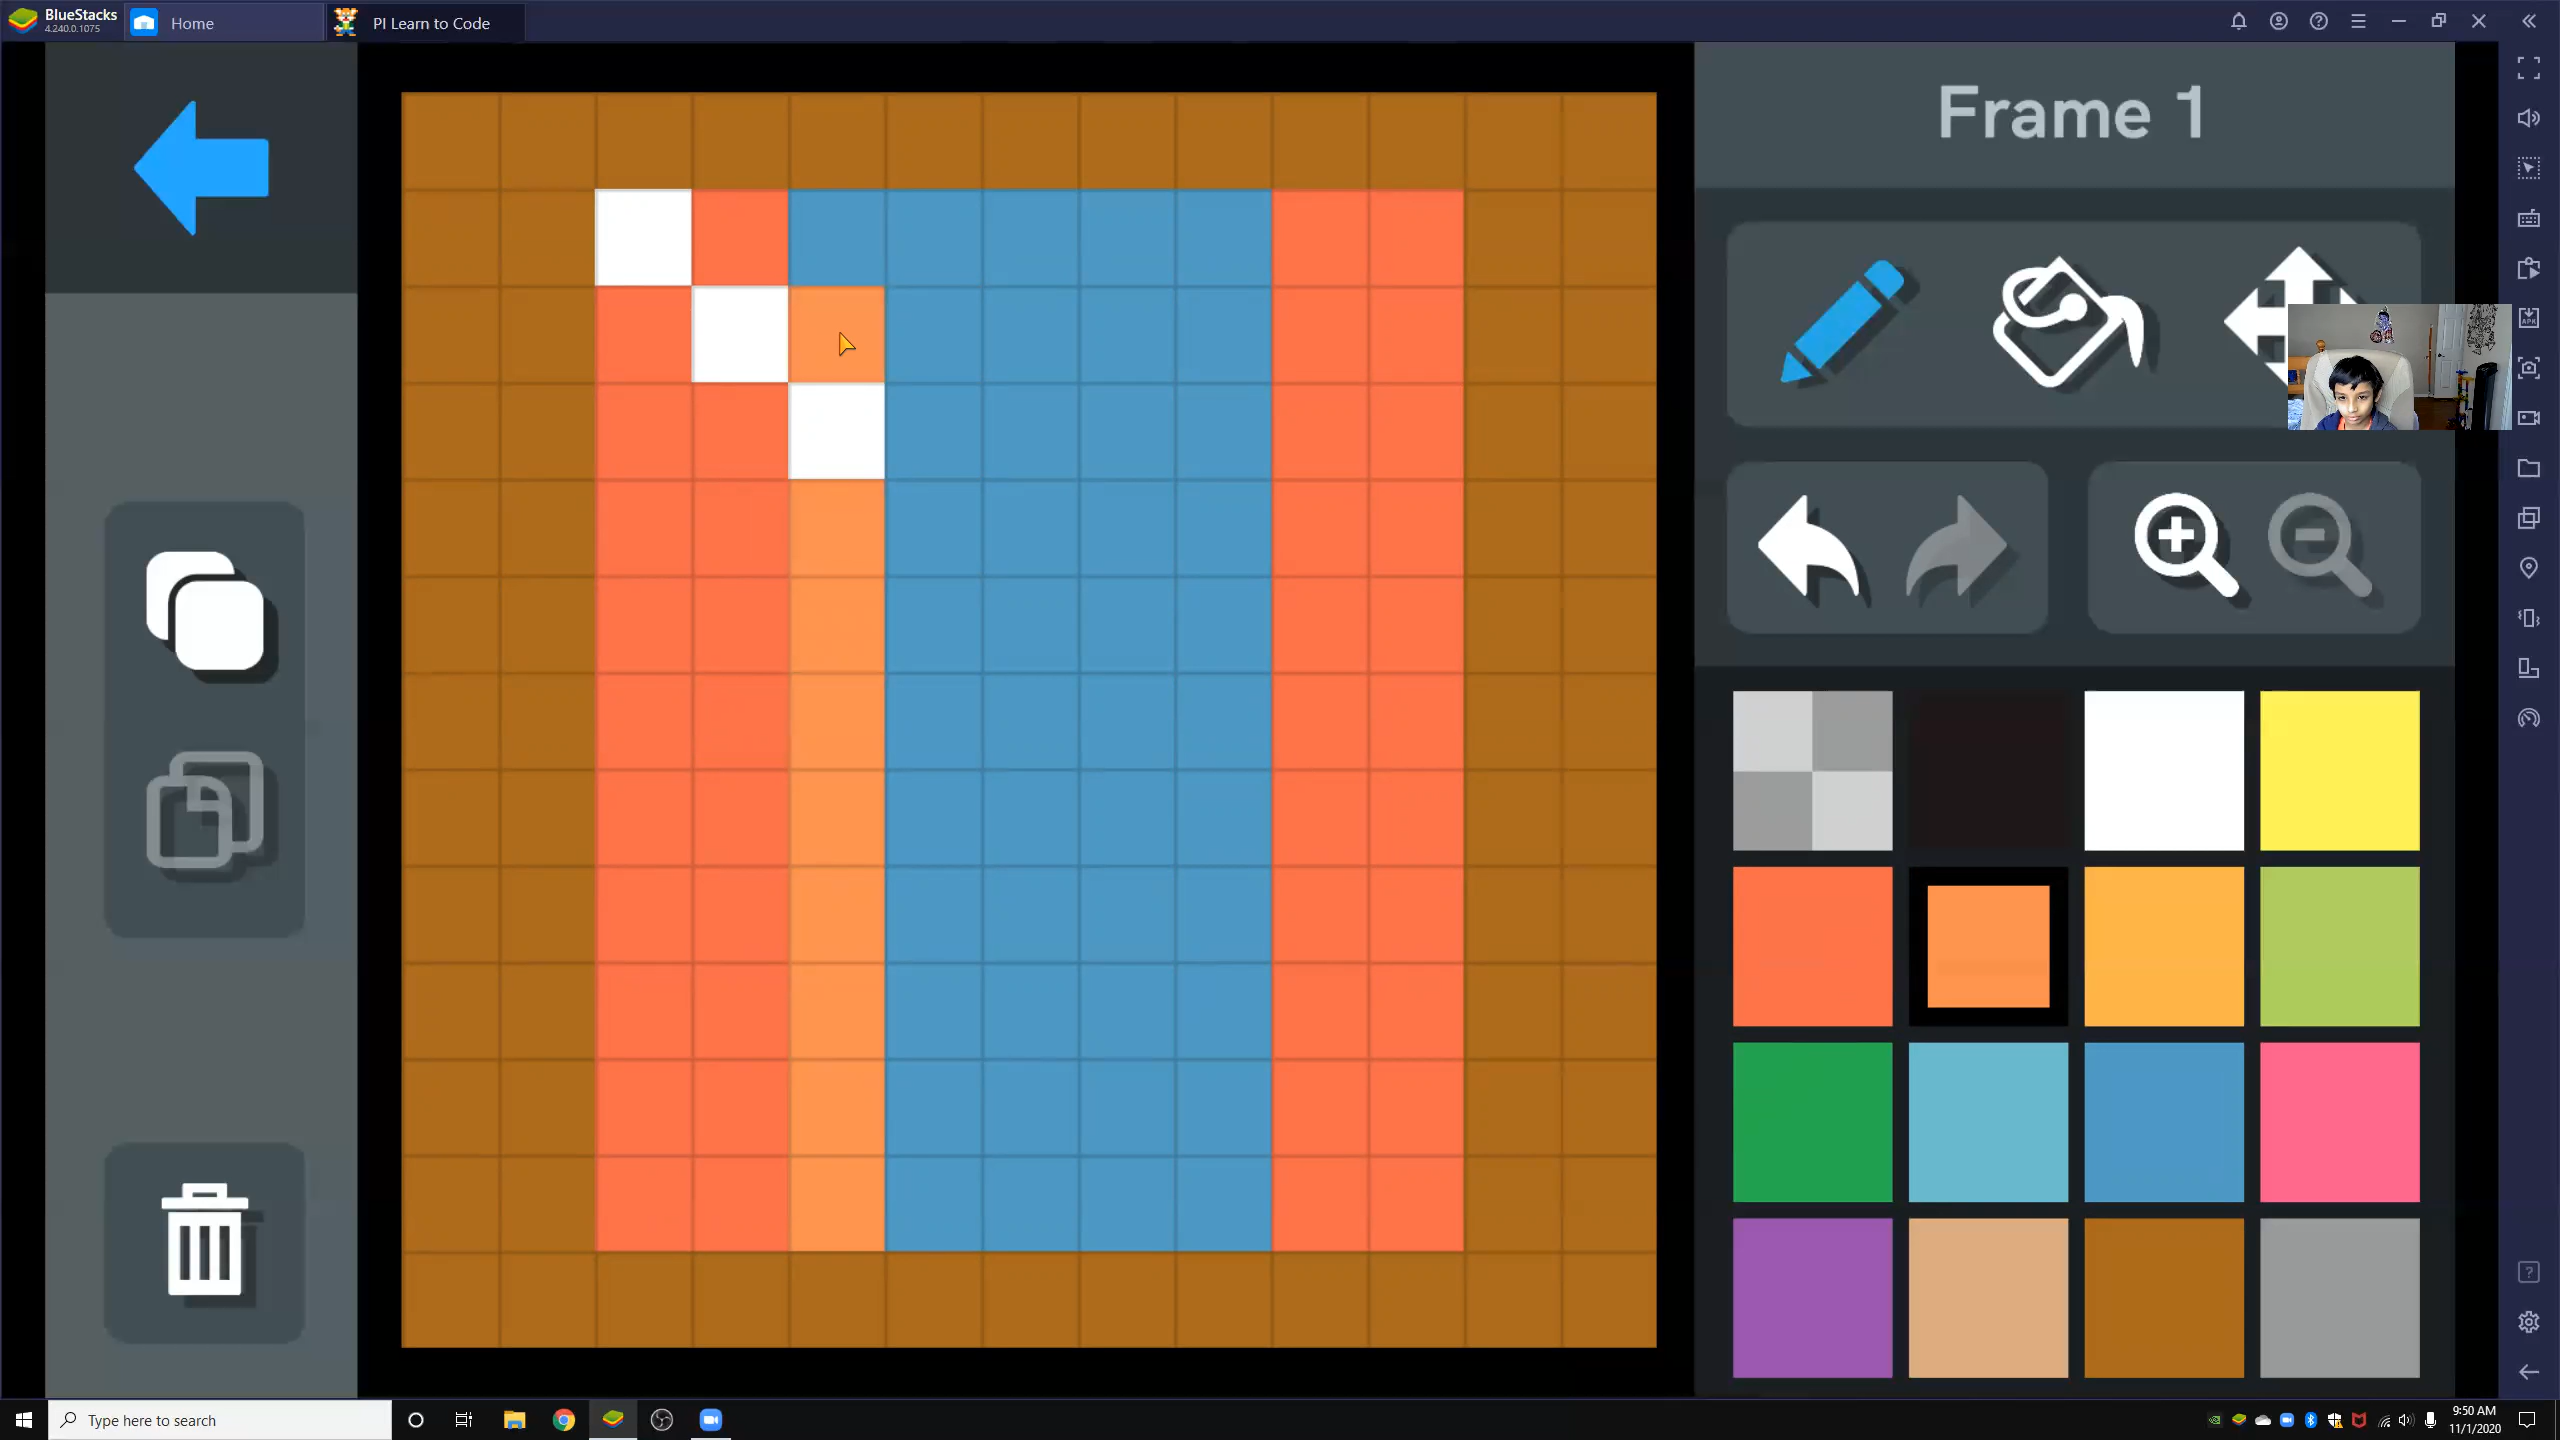 BlueStacks
4.240.0.1075
Home
PI Learn to Code
Frame 1
Type here to search
9:50 AM
11/1/2020